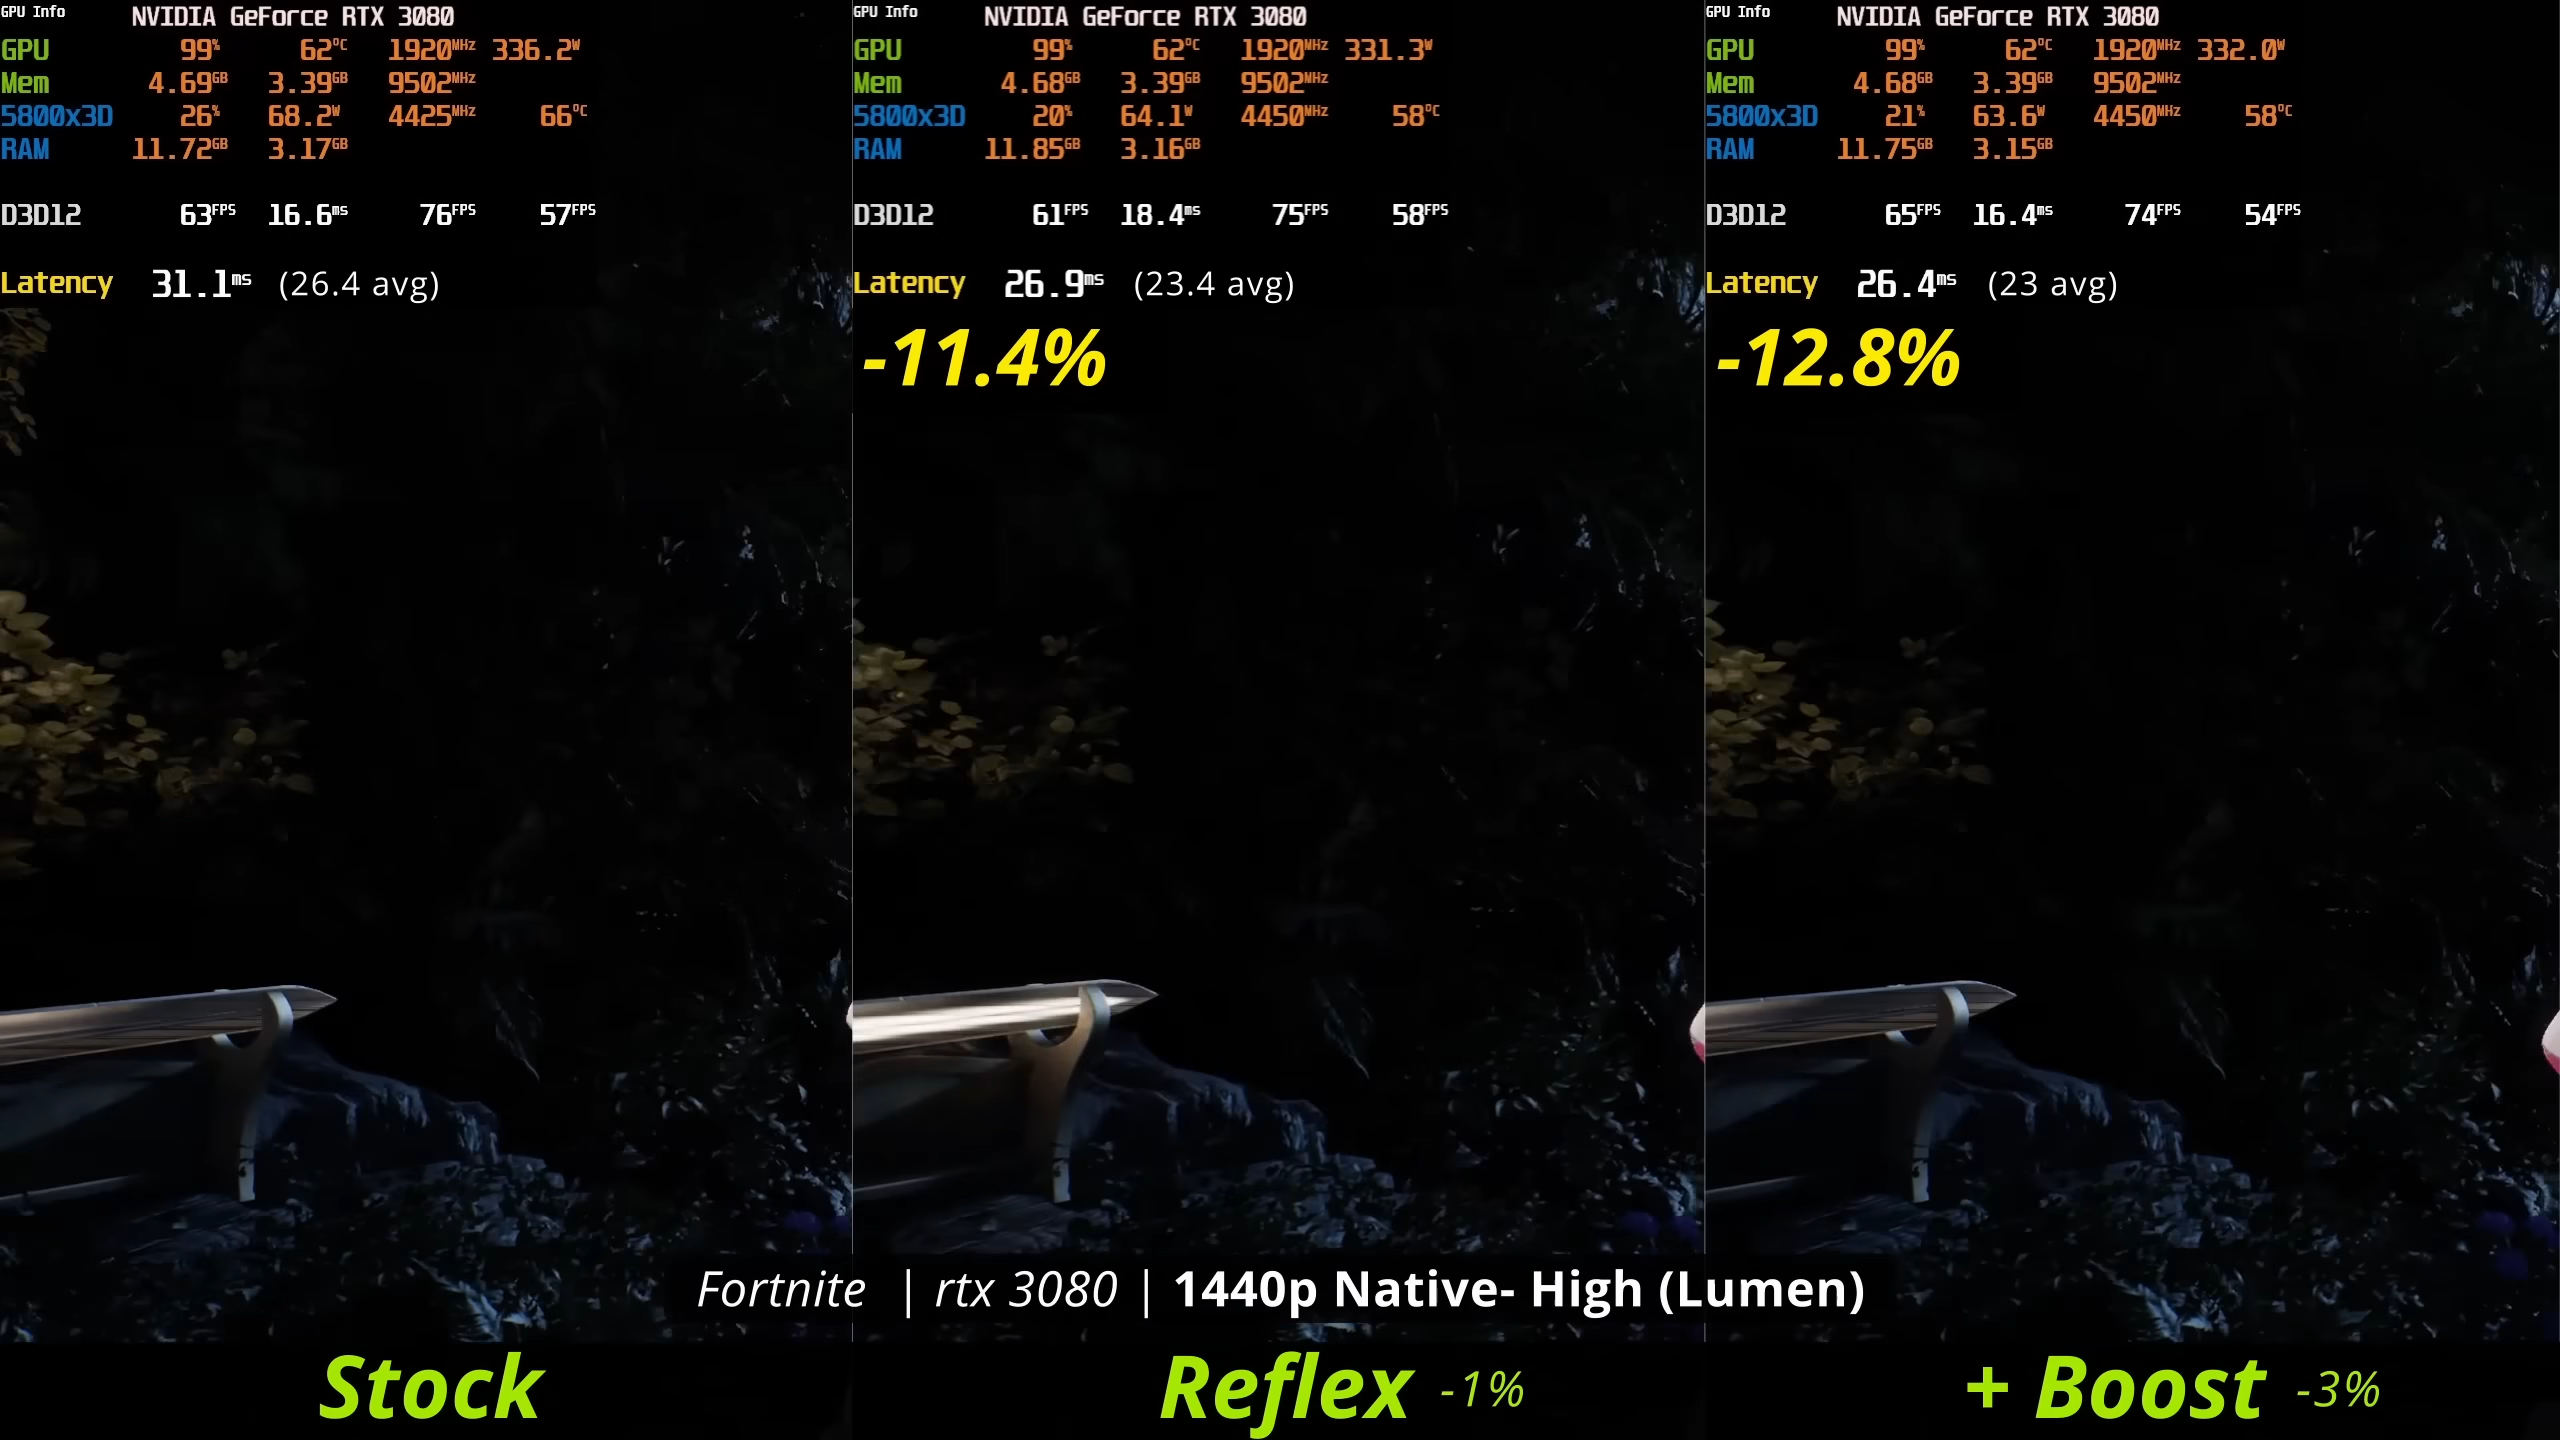 GPU Info NVIDIA GeForce RTX 3080
GPU 99% 62°C 1920MHz 336.2W
Mem 4.69GB 3.39GB 9502MHz
5800x3D 26% 68.2W 4425MHz 66°C
RAM 11.72GB 3.17GB
D3D12 63FPS 16.6ms 76FPS 57FPS
Latency 31.1ms (26.4 avg)
GPU Info NVIDIA GeForce RTX 3080
GPU 99% 62°C 1920MHz 331.3W
Mem 4.68GB 3.39GB 9502MHz
5800x3D 20% 64.1W 4450MHz 58°C
RAM 11.85GB 3.16GB
D3D12 61FPS 18.4ms 75FPS 58FPS
Latency 26.9ms (23.4 avg)
-11.4%
GPU Info NVIDIA GeForce RTX 3080
GPU 99% 62°C 1920MHz 332.0W
Mem 4.68GB 3.39GB 9502MHz
5800x3D 21% 63.6W 4450MHz 58°C
RAM 11.75GB 3.15GB
D3D12 65FPS 16.4ms 74FPS 54FPS
Latency 26.4ms (23 avg)
-12.8%
Fortnite | rtx 3080 | 1440p Native- High (Lumen)
Stock
Reflex -1%
+ Boost -3%